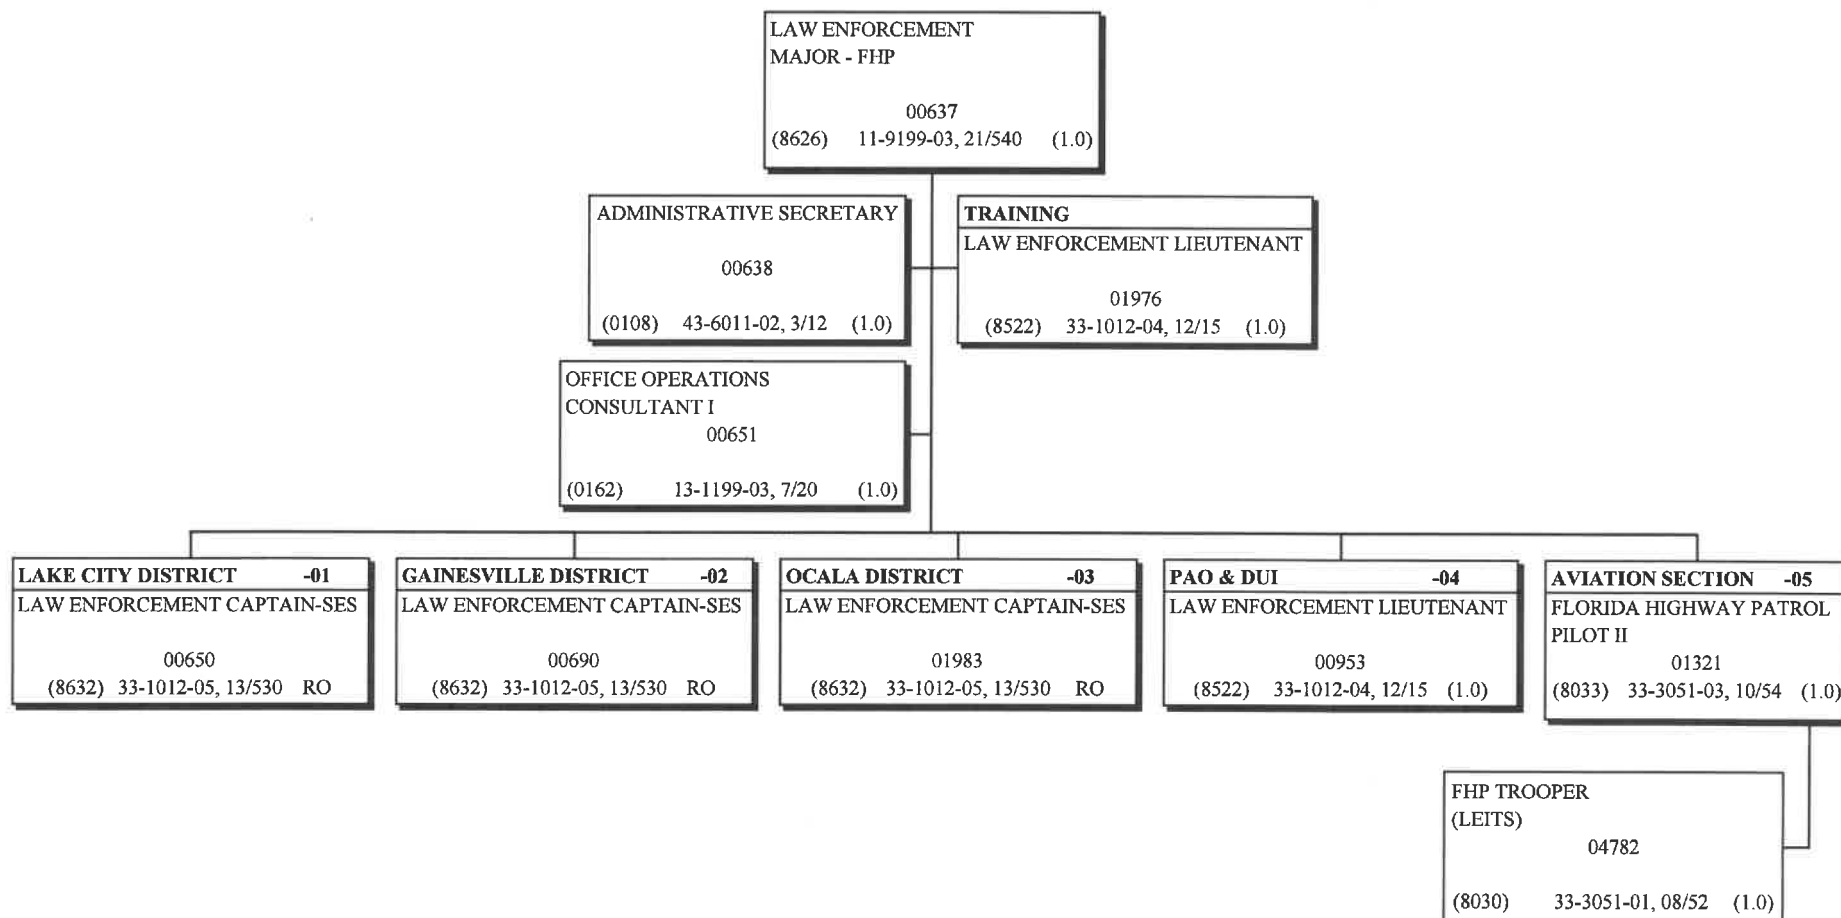 LAW ENFORCEMENT
MAJOR - FHP
00637
(8626) 11-9199-03, 21/540 (1.0)
ADMINISTRATIVE SECRETARY
00638
(0108) 43-6011-02, 3/12 (1.0)
TRAINING
LAW ENFORCEMENT LIEUTENANT
01976
(8522) 33-1012-04, 12/15 (1.0)
OFFICE OPERATIONS
CONSULTANT I
00651
(0162) 13-1199-03, 7/20 (1.0)
LAKE CITY DISTRICT -01
LAW ENFORCEMENT CAPTAIN-SES
00650
(8632) 33-1012-05, 13/530 RO
GAINESVILLE DISTRICT -02
LAW ENFORCEMENT CAPTAIN-SES
00690
(8632) 33-1012-05, 13/530 RO
OCALA DISTRICT -03
LAW ENFORCEMENT CAPTAIN-SES
01983
(8632) 33-1012-05, 13/530 RO
PAO & DUI -04
LAW ENFORCEMENT LIEUTENANT
00953
(8522) 33-1012-04, 12/15 (1.0)
AVIATION SECTION -05
FLORIDA HIGHWAY PATROL
PILOT II
01321
(8033) 33-3051-03, 10/54 (1.0)
FHP TROOPER
(LEITS)
04782
(8030) 33-3051-01, 08/52 (1.0)